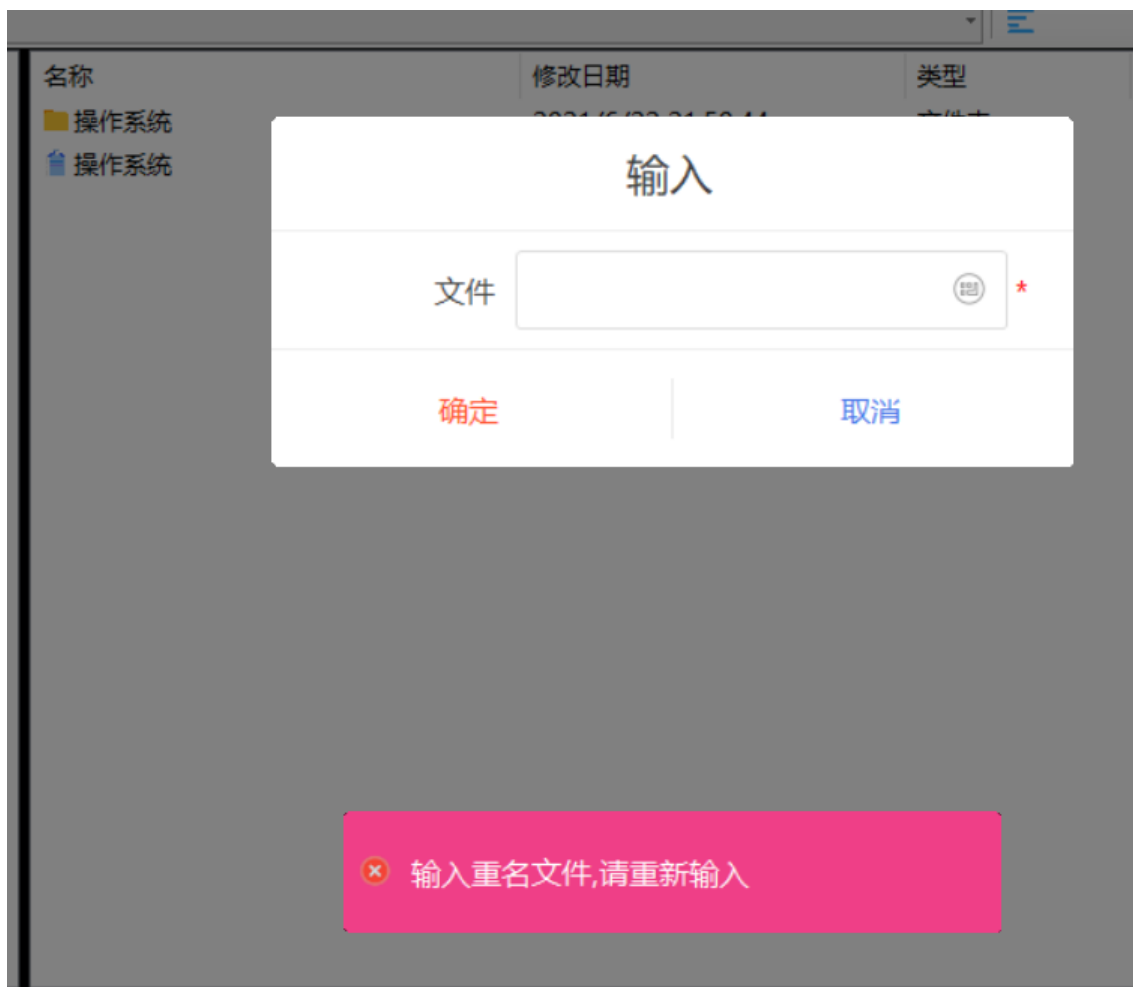 名称 修改日期 类型
操作系统
操作系统
输入
文件 *
确定 取消
输入重名文件,请重新输入